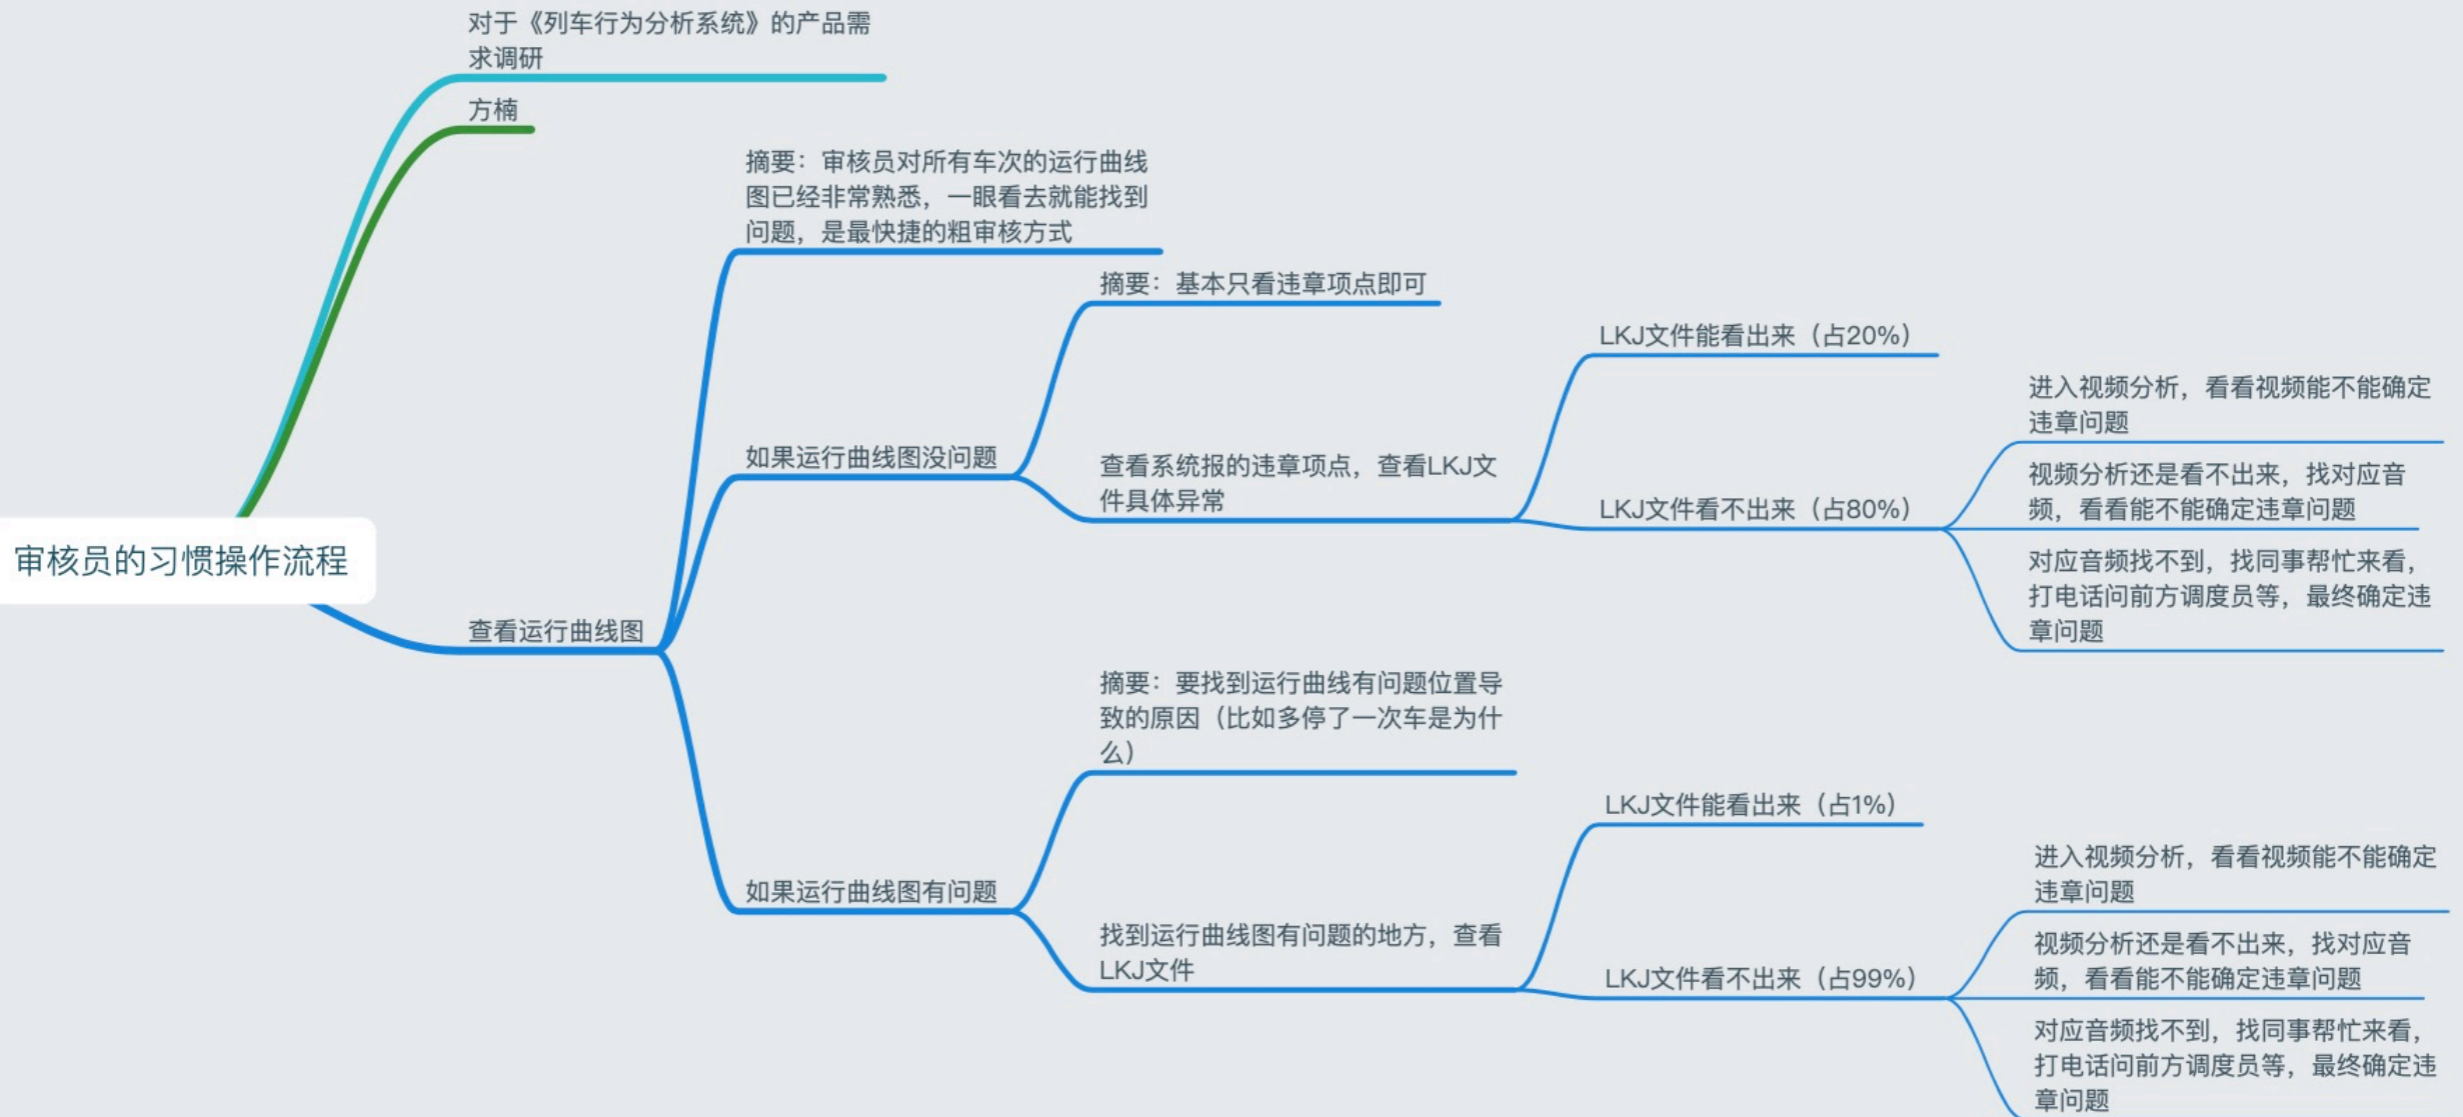 对于《列车行为分析系统》的产品需
求调研
方楠
摘要：审核员对所有车次的运行曲线
图已经非常熟悉，一眼看去就能找到
问题，是最快捷的粗审核方式
摘要：基本只看违章项点即可
LKJ文件能看出来（占20%）
进入视频分析，看看视频能不能确定
违章问题
如果运行曲线图没问题
查看系统报的违章项点，查看LKJ文
件具体异常
LKJ文件看不出来（占80%）
视频分析还是看不出来，找对应音
频，看看能不能确定违章问题
对应音频找不到，找同事帮忙来看，
打电话问前方调度员等，最终确定违
章问题
审核员的习惯操作流程
查看运行曲线图
摘要：要找到运行曲线有问题位置导
致的原因（比如多停了一次车是为什
么）
LKJ文件能看出来（占1%）
如果运行曲线图有问题
找到运行曲线图有问题的地方，查看
LKJ文件
LKJ文件看不出来（占99%）
进入视频分析，看看视频能不能确定
违章问题
视频分析还是看不出来，找对应音
频，看看能不能确定违章问题
对应音频找不到，找同事帮忙来看，
打电话问前方调度员等，最终确定违
章问题